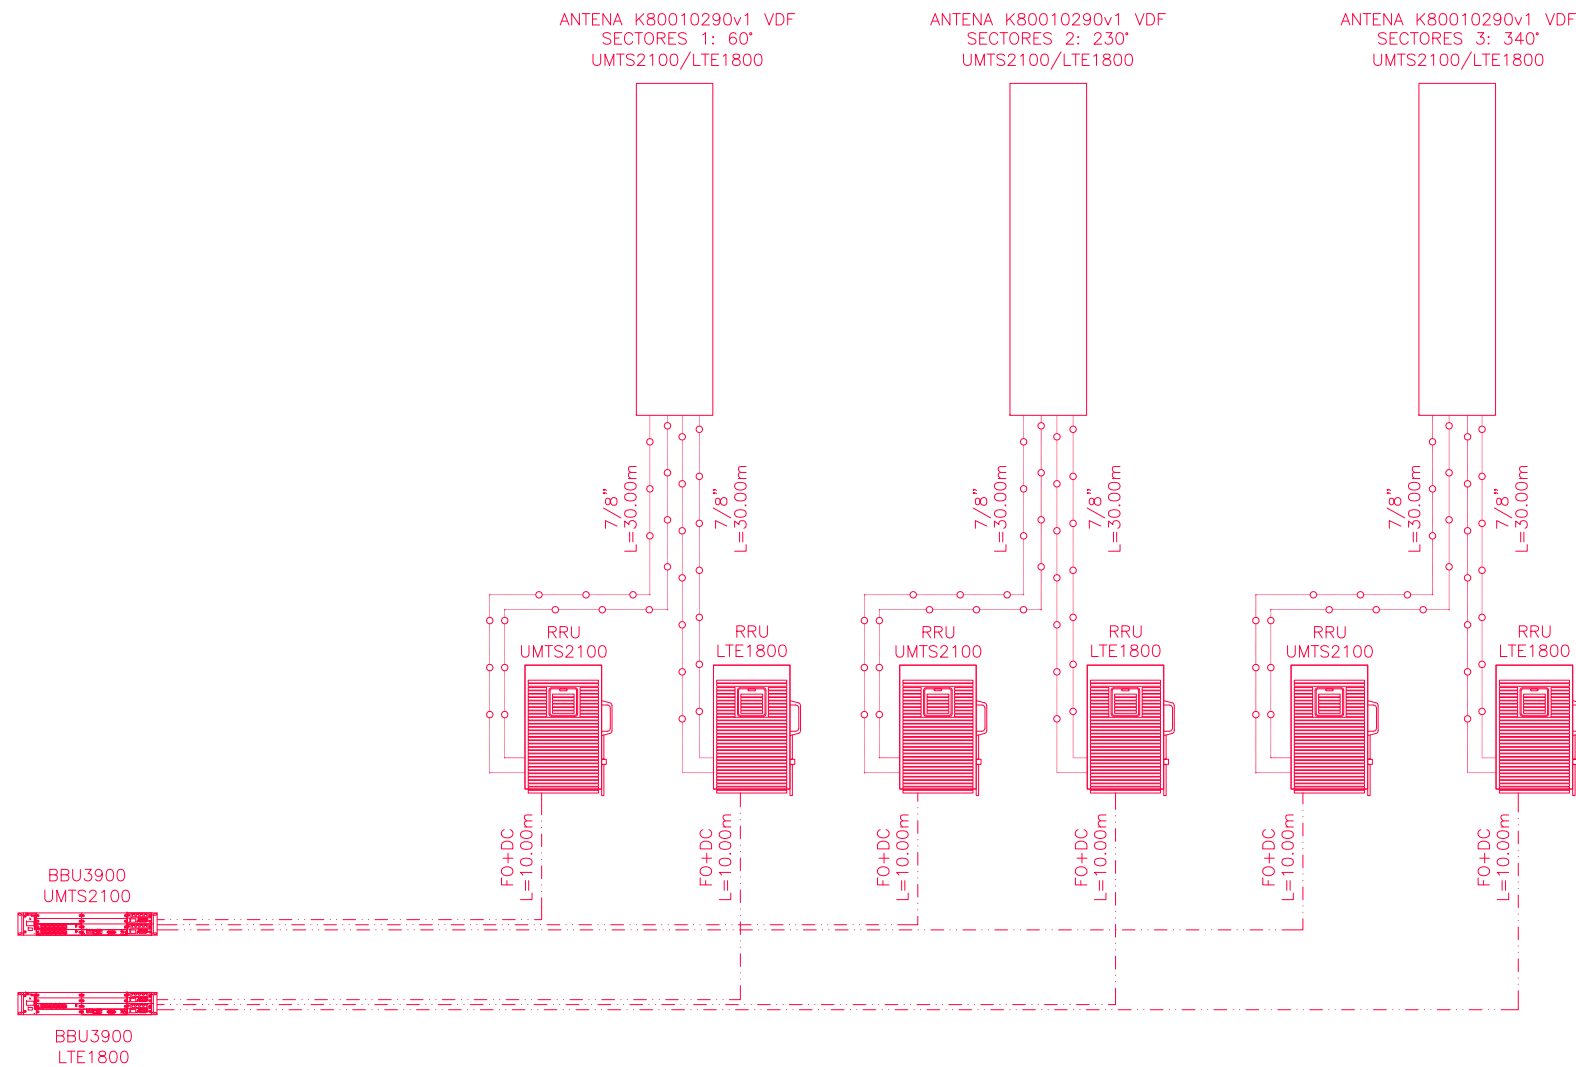 ANTENA K80010290v1 VDF
SECTORES 1: 60°
UMTS2100/LTE1800
ANTENA K80010290v1 VDF
SECTORES 2: 230°
UMTS2100/LTE1800
ANTENA K80010290v1 VDF
SECTORES 3: 340°
UMTS2100/LTE1800
7/8"
L=30.00m
7/8"
L=30.00m
7/8"
L=30.00m
7/8"
L=30.00m
7/8"
L=30.00m
7/8"
L=30.00m
RRU
UMTS2100
RRU
LTE1800
RRU
UMTS2100
RRU
LTE1800
RRU
UMTS2100
RRU
LTE1800
FO+DC
L=10.00m
FO+DC
L=10.00m
FO+DC
L=10.00m
FO+DC
L=10.00m
FO+DC
L=10.00m
FO+DC
L=10.00m
BBU3900
UMTS2100
BBU3900
LTE1800